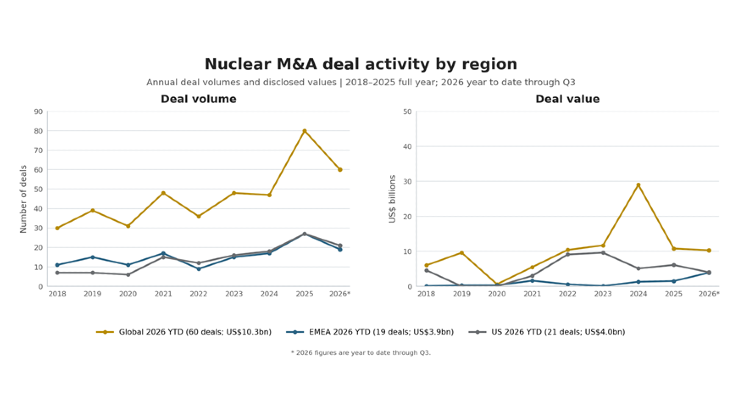 Nuclear M&A deal activity by region
Annual deal volumes and disclosed values | 2018–2025 full year; 2026 year to date through Q3
Deal volume
Number of deals
90
80
70
60
50
40
30
20
10
0
2018 2019 2020 2021 2022 2023 2024 2025 2026*
Deal value
US$ billions
50
40
30
20
10
0
2018 2019 2020 2021 2022 2023 2024 2025 2026*
Global 2026 YTD (60 deals; US$10.3bn) EMEA 2026 YTD (19 deals; US$3.9bn) US 2026 YTD (21 deals; US$4.0bn)
* 2026 figures are year to date through Q3.